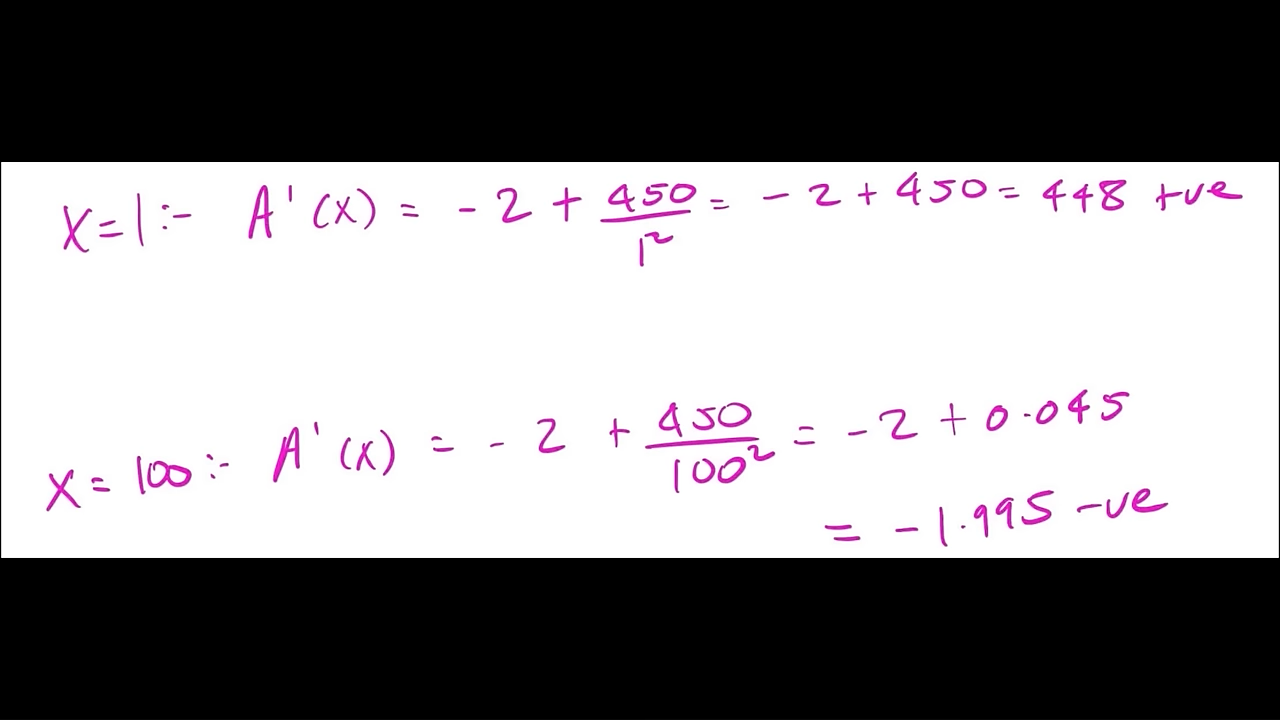 x=1:- A'(x) = -2 + 450/1² = -2 + 450 = 448 +ve
x = 100:- A'(x) = -2 + 450/100² = -2 + 0.045
= -1.995 -ve